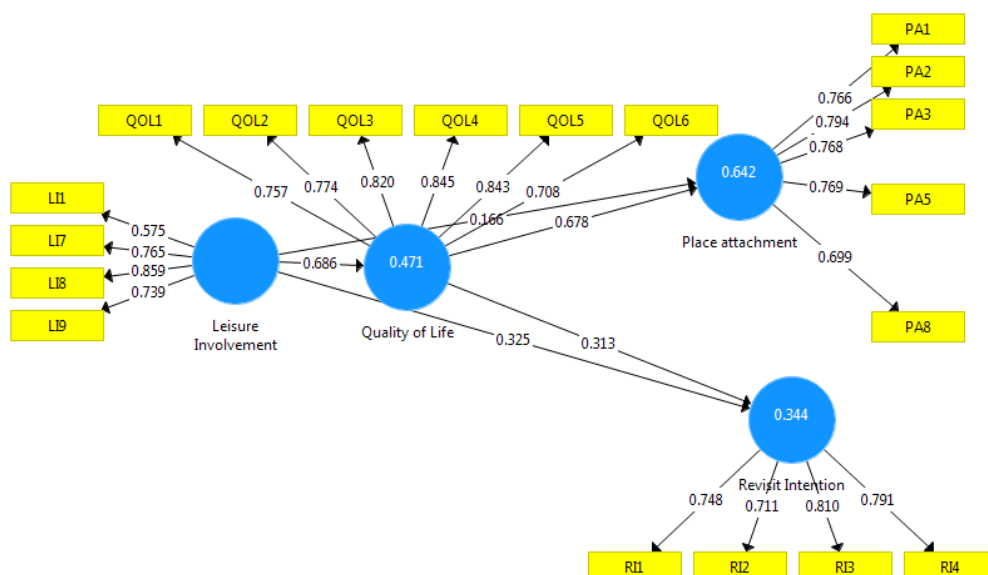 PA1
PA2
PA3
PA5
PA8
0.766
0.794
0.768
0.769
0.699
0.642
Place attachment
QOL1
QOL2
QOL3
QOL4
QOL5
QOL6
0.757
0.774
0.820
0.845
0.843
0.708
0.166
0.678
LI1
LI7
LI8
LI9
0.575
0.765
0.859
0.739
0.686
0.471
Leisure
Involvement
Quality of Life
0.325
0.313
0.344
Revisit Intention
0.748
0.711
0.810
0.791
RI1
RI2
RI3
RI4